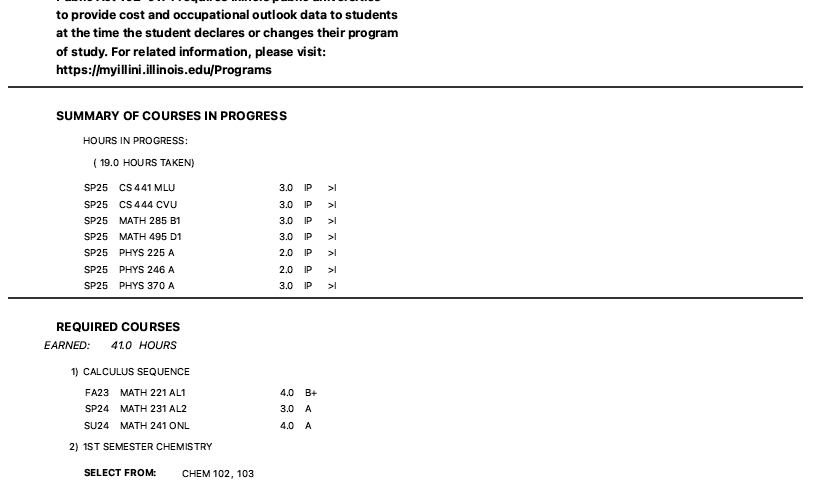 to provide cost and occupational outlook data to students
at the time the student declares or changes their program
of study. For related information, please visit:
https://myillini.illinois.edu/Programs
SUMMARY OF COURSES IN PROGRESS
HOURS IN PROGRESS:
( 19.0 HOURS TAKEN)
SP25 CS 441 MLU 3.0 IP >I
SP25 CS 444 CVU 3.0 IP >I
SP25 MATH 285 B1 3.0 IP >I
SP25 MATH 495 D1 3.0 IP >I
SP25 PHYS 225 A 2.0 IP >I
SP25 PHYS 246 A 2.0 IP >I
SP25 PHYS 370 A 3.0 IP >I
REQUIRED COURSES
EARNED: 41.0 HOURS
1) CALCULUS SEQUENCE
FA23 MATH 221 AL1 4.0 B+
SP24 MATH 231 AL2 3.0 A
SU24 MATH 241 ONL 4.0 A
2) 1ST SEMESTER CHEMISTRY
SELECT FROM: CHEM 102, 103